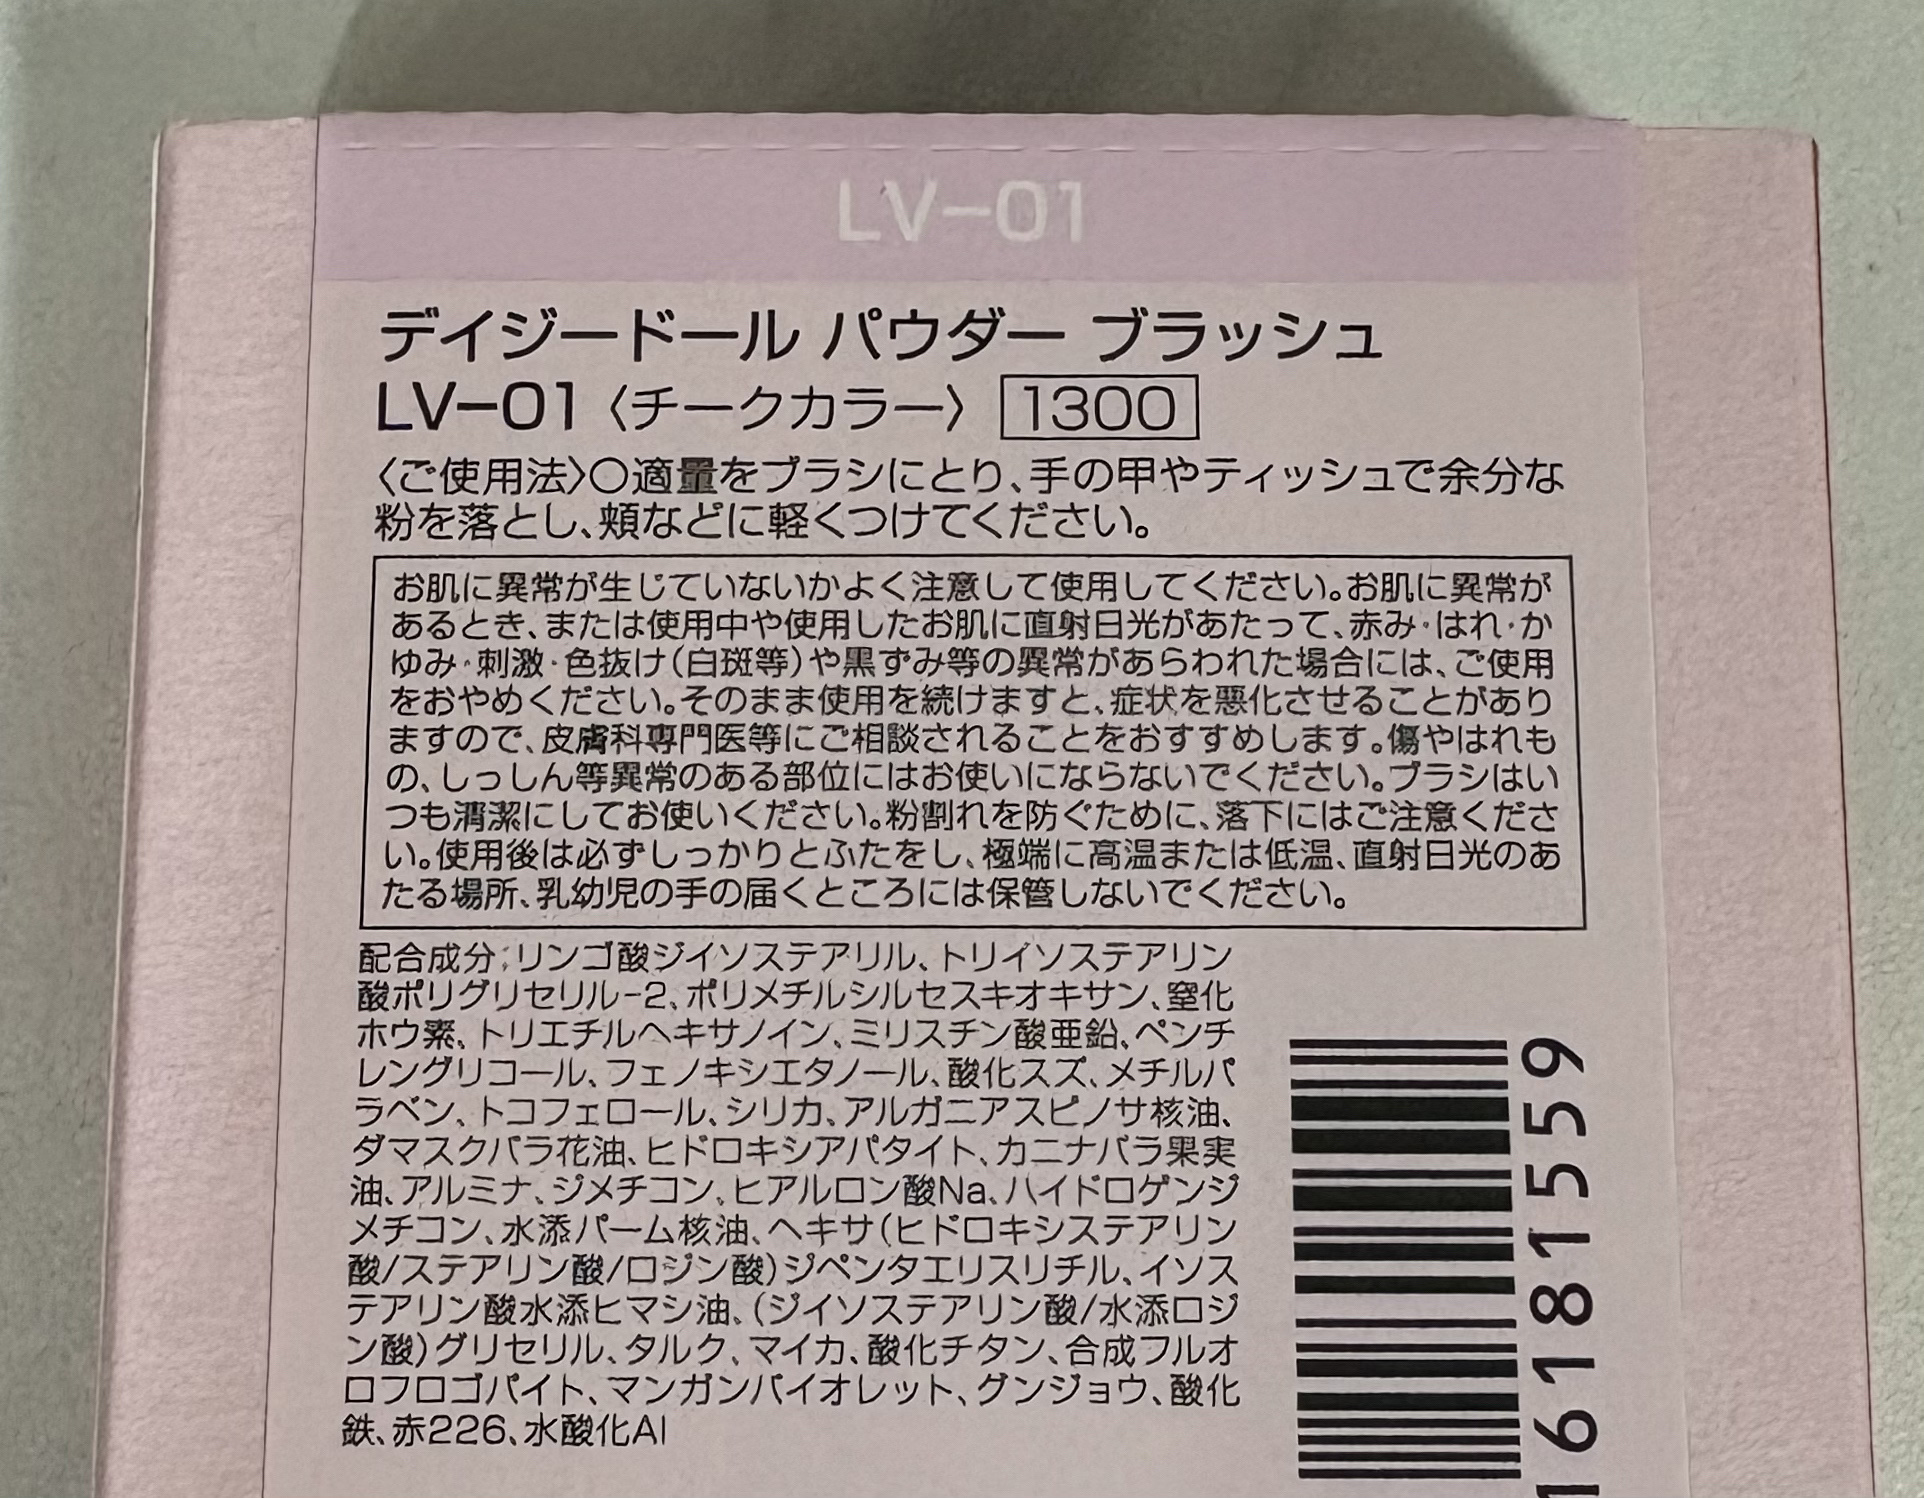 LV-01
デイジードール パウダー ブラッシュ
LV-01〈チークカラー〉 1300
〈ご使用法〉○適量をブラシにとり、手の甲やティッシュで余分な
粉を落とし、頬などに軽くつけてください。
お肌に異常が生じていないかよく注意して使用してください。お肌に異常が
あるとき、または使用中や使用したお肌に直射日光があたって、赤み・はれ・か
ゆみ・刺激・色抜け(白斑等)や黒ずみ等の異常があらわれた場合には、ご使用
をおやめください。そのまま使用を続けますと、症状を悪化させることがあり
ますので、皮膚科専門医等にご相談されることをおすすめします。傷やはれも
の、しっしん等異常のある部位にはお使いにならないでください。ブラシはい
つも清潔にしてお使いください。粉割れを防ぐために、落下にはご注意くださ
い。使用後は必ずしっかりとふたをし、極端に高温または低温、直射日光のあ
たる場所、乳幼児の手の届くところには保管しないでください。
配合成分:リンゴ酸ジイソステアリル、トリイソステアリン
酸ポリグリセリル-2、ポリメチルシルセスキオキサン、窒化
ホウ素、トリエチルヘキサノイン、ミリスチン酸亜鉛、ペンチ
レングリコール、フェノキシエタノール、酸化スズ、メチルパ
ラベン、トコフェロール、シリカ、アルガニアスピノサ核油、
ダマスクバラ花油、ヒドロキシアパタイト、カニナバラ果実
油、アルミナ、ジメチコン、ヒアルロン酸Na、ハイドロゲンジ
メチコン、水添パーム核油、ヘキサ(ヒドロキシステアリン
酸/ステアリン酸/ロジン酸)ジペンタエリスリチル、イソス
テアリン酸水添ヒマシ油、(ジイソステアリン酸/水添ロジ
ン酸)グリセリル、タルク、マイカ、酸化チタン、合成フルオ
ロフロゴパイト、マンガンバイオレット、グンジョウ、酸化
鉄、赤226、水酸化Al
16181559